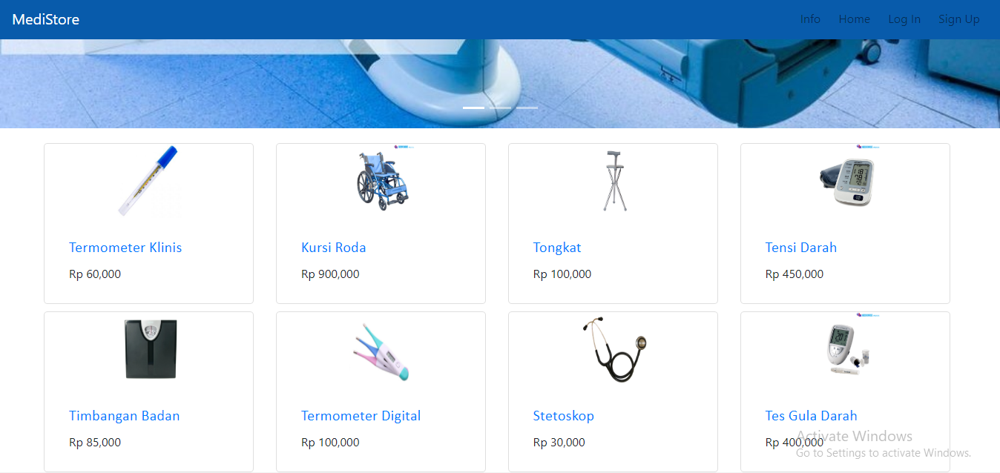 MediStore
Info Home Log In Sign Up
Termometer Klinis
Rp 60,000
Kursi Roda
Rp 900,000
Tongkat
Rp 100,000
Tensi Darah
Rp 450,000
Timbangan Badan
Rp 85,000
Termometer Digital
Rp 100,000
Stetoskop
Rp 30,000
Tes Gula Darah
Rp 400,000
Activate Windows
Go to Settings to activate Windows.